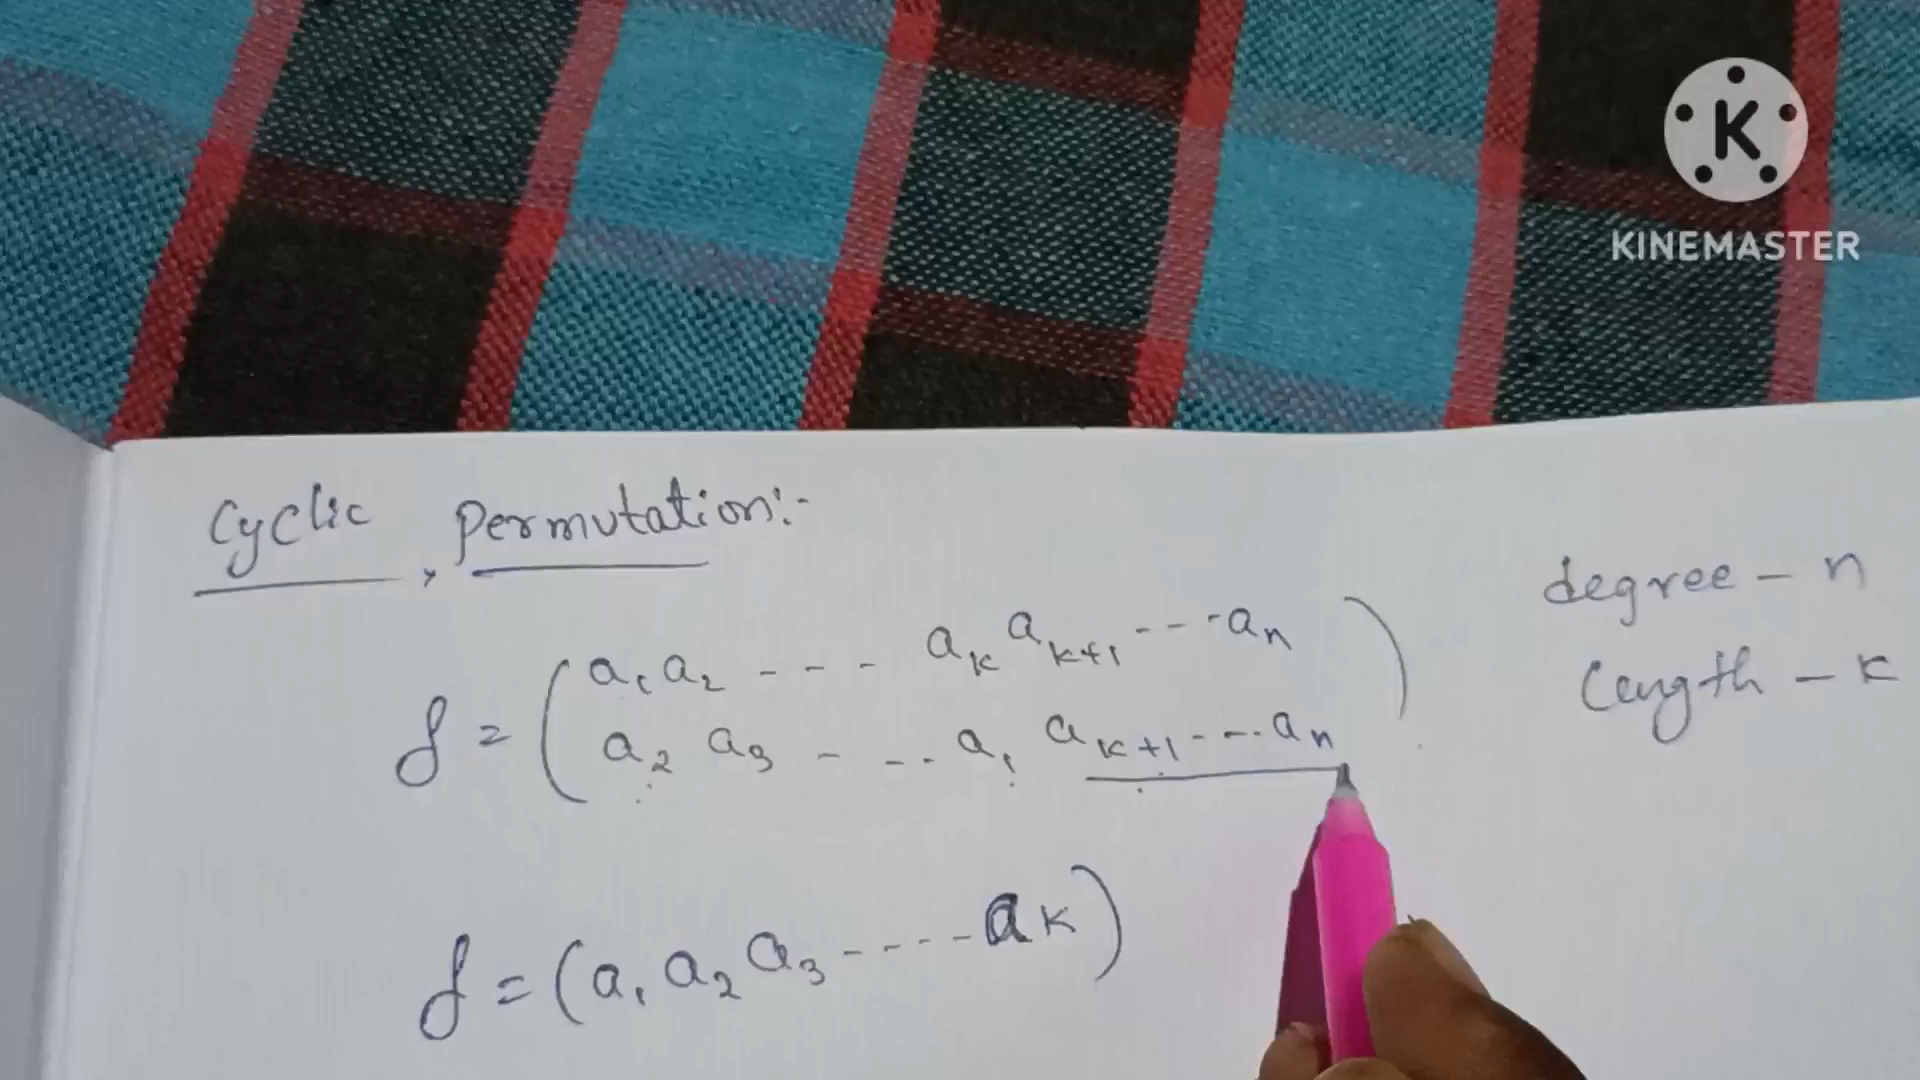 K
KINEMASTER
Cyclic Permutation:-
degree - n
f = ( a₁ a₂ - - - aₖ aₖ₊₁ - - - aₙ
a₂ a₃ - - .. a₁ aₖ₊₁ - - .. aₙ )
Length - K
f = (a₁ a₂ a₃ - - - - aₖ)